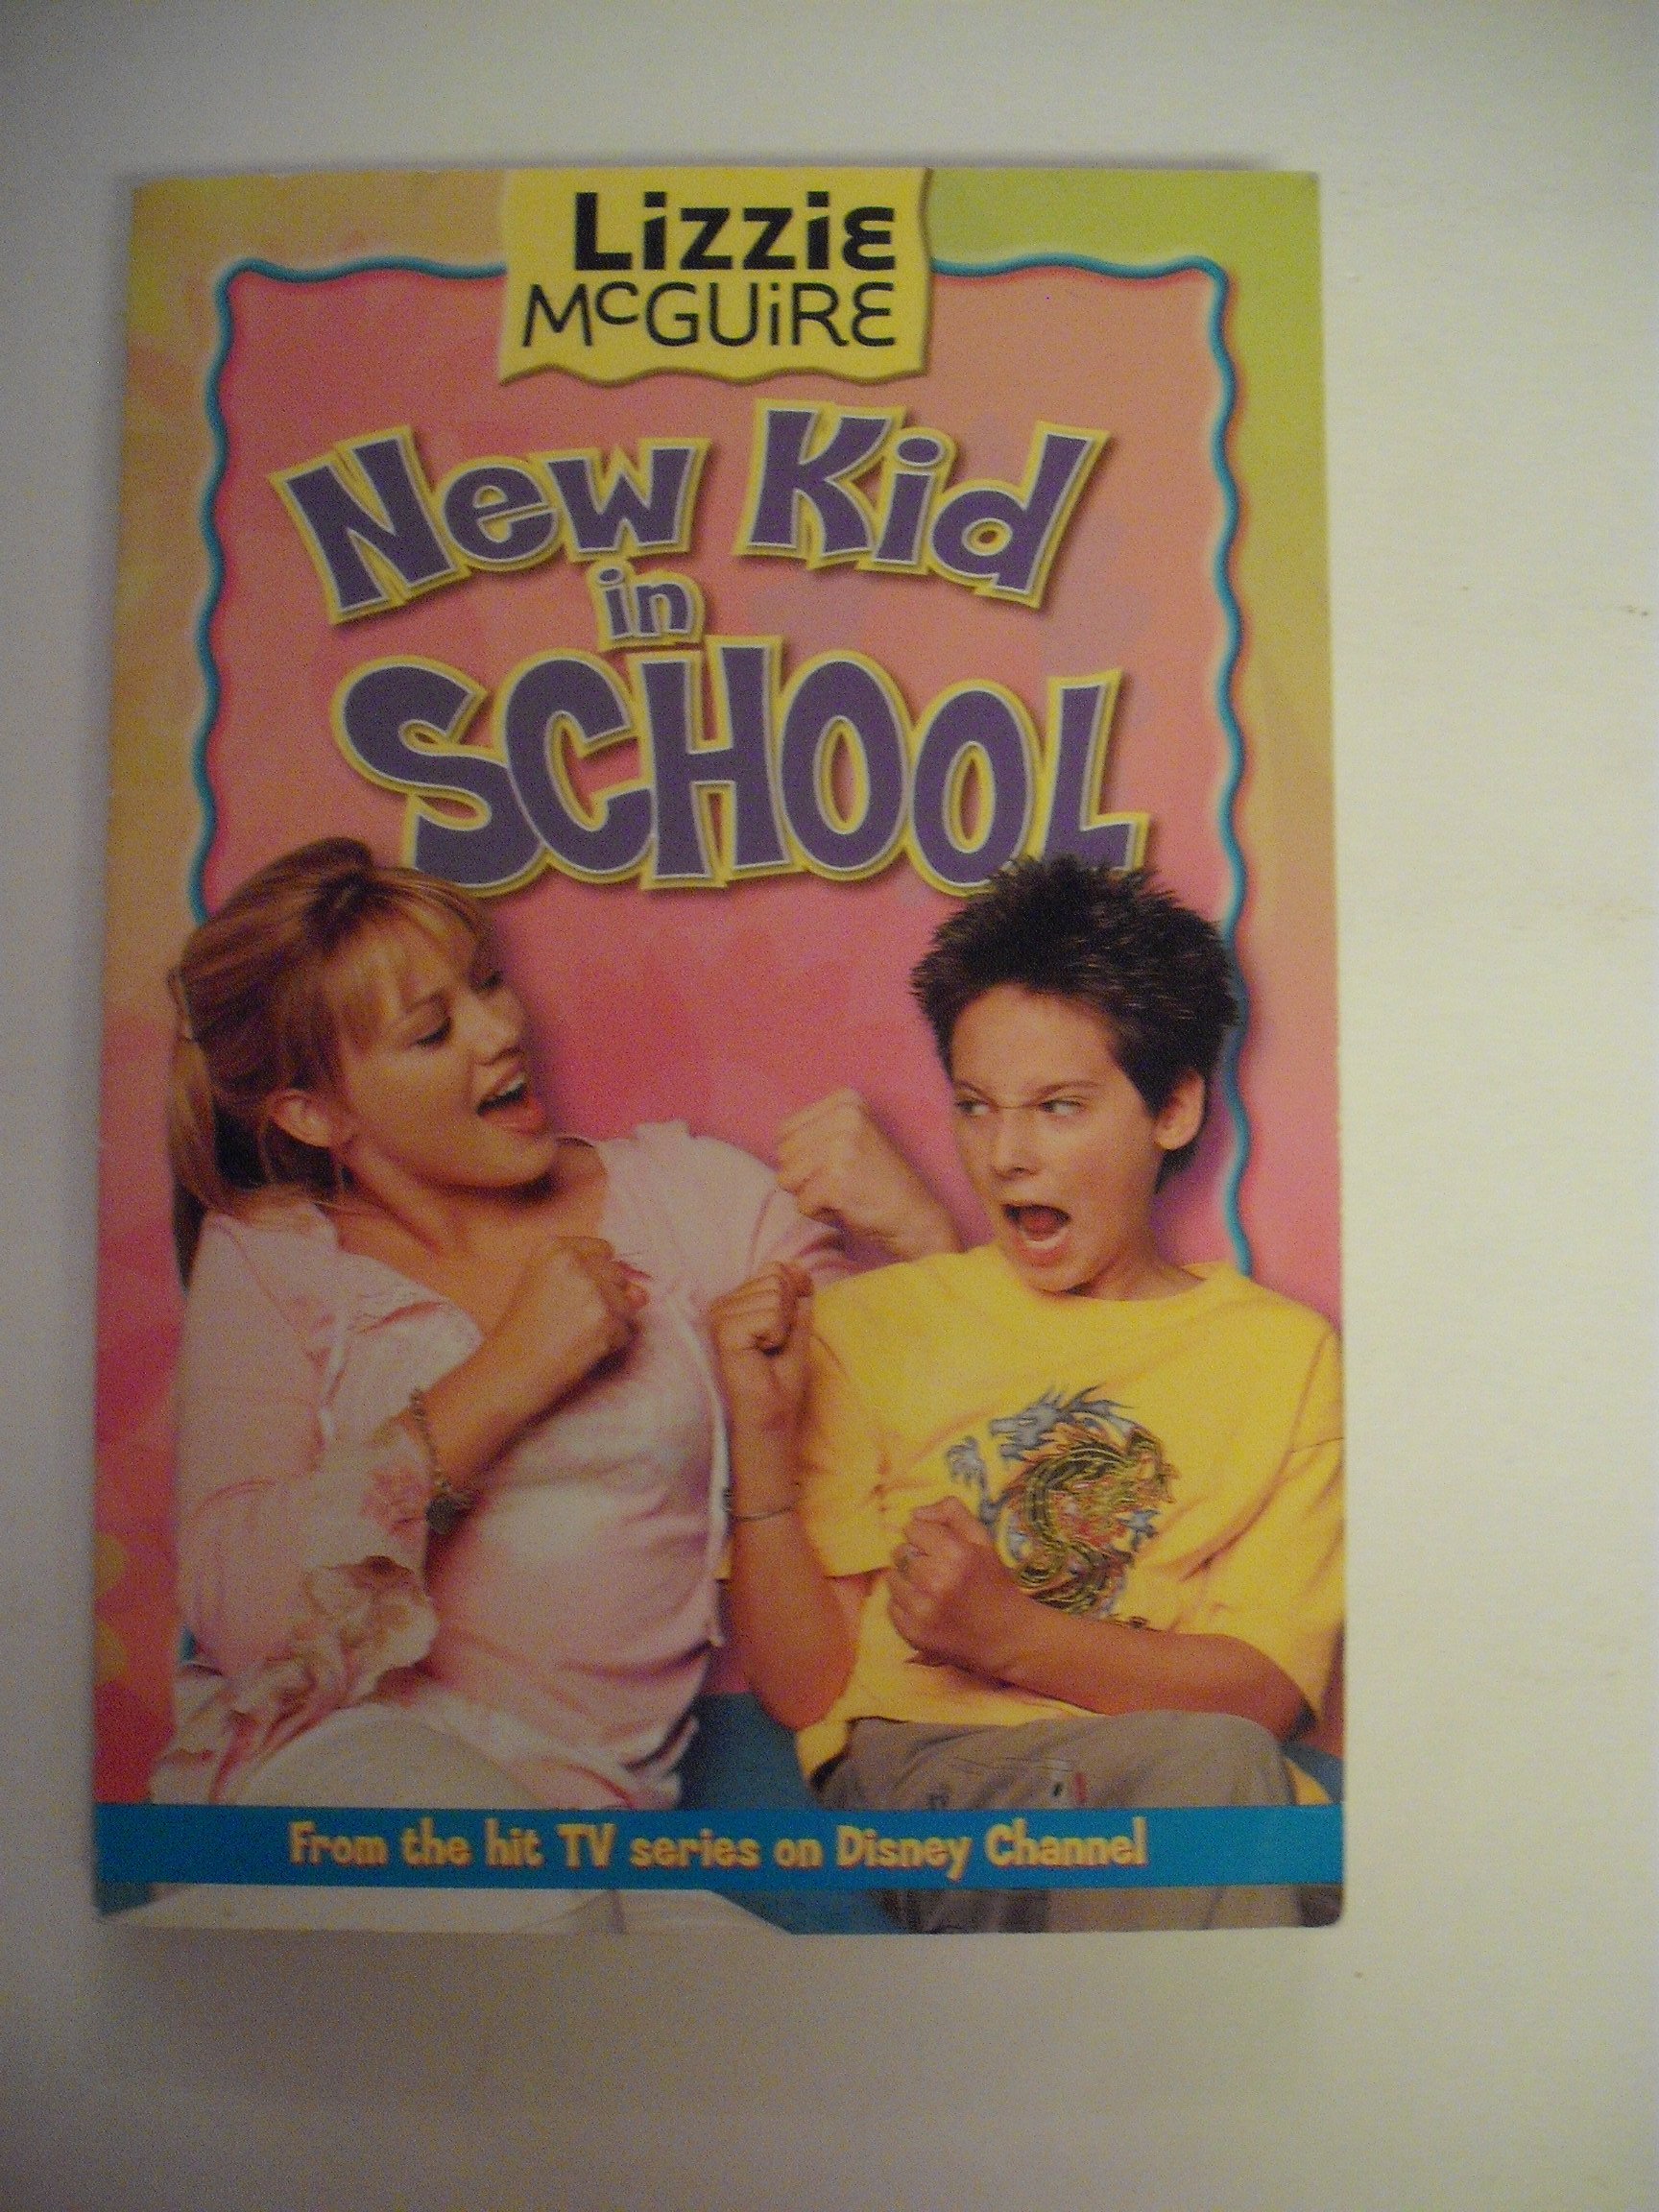 Lizzie
McGuire
New Kid
in
SCHOOL
From the hit TV series on Disney Channel